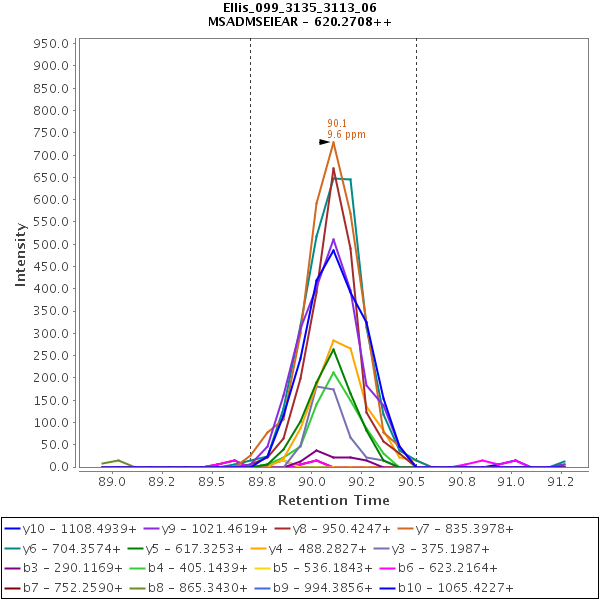 Ellis_099_3135_3113_06
MSADMSEIEAR - 620.2708++
950.0
900.0
850.0
800.0
750.0
700.0
650.0
600.0
550.0
500.0
450.0
400.0
350.0
300.0
250.0
200.0
150.0
100.0
50.0
0.0
Intensity
90.1
9.6 ppm
89.0 89.2 89.5 89.8 90.0 90.2 90.5 90.8 91.0 91.2
Retention Time
y10 - 1108.4939+ y9 - 1021.4619+ y8 - 950.4247+ y7 - 835.3978+
y6 - 704.3574+ y5 - 617.3253+ y4 - 488.2827+ y3 - 375.1987+
b3 - 290.1169+ b4 - 405.1439+ b5 - 536.1843+ b6 - 623.2164+
b7 - 752.2590+ b8 - 865.3430+ b9 - 994.3856+ b10 - 1065.4227+